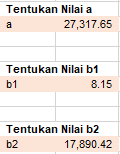 Tentukan Nilai a
a 27,317.65
Tentukan Nilai b1
b1 8.15
Tentukan Nilai b2
b2 17,890.42